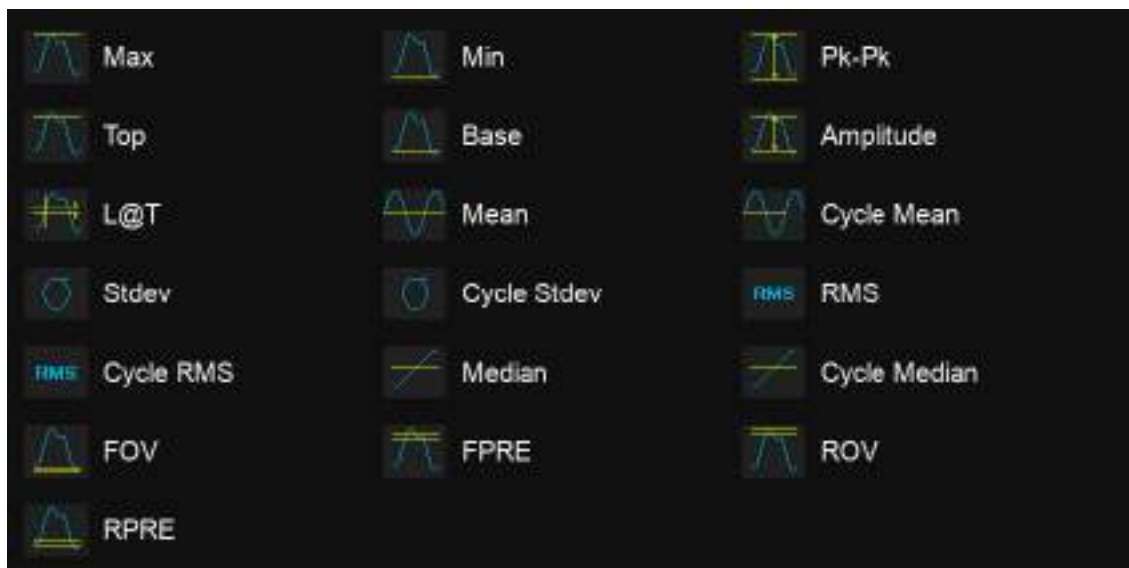 Max Min Pk-Pk
Top Base Amplitude
L@T Mean Cycle Mean
Stdev Cycle Stdev RMS RMS
RMS Cycle RMS Median Cycle Median
FOV FPRE ROV
RPRE